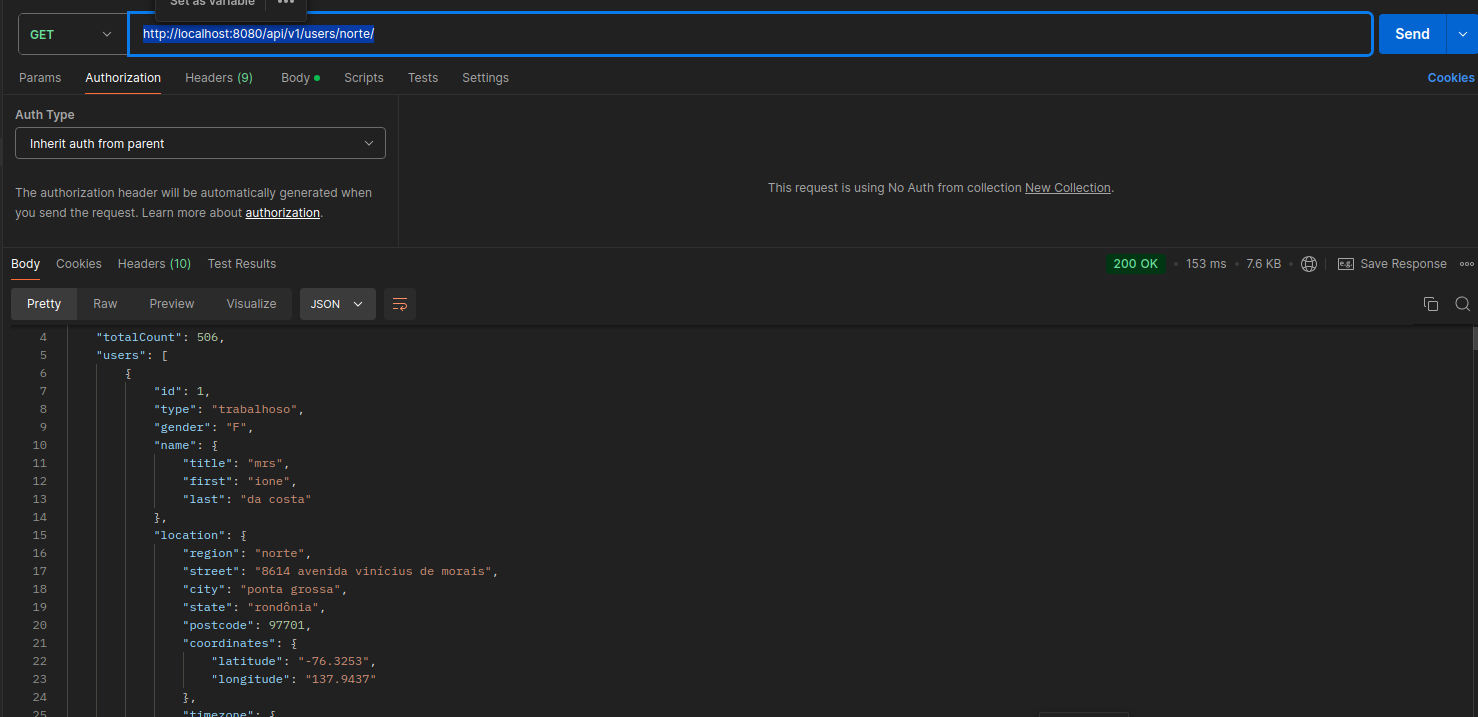 Set as variable
GET http://localhost:8080/api/v1/users/norte/ Send
Params Authorization Headers (9) Body Scripts Tests Settings Cookies
Auth Type
Inherit auth from parent
The authorization header will be automatically generated when
you send the request. Learn more about authorization.
This request is using No Auth from collection New Collection.
Body Cookies Headers (10) Test Results 200 OK • 153 ms • 7.6 KB • e.g. Save Response
Pretty Raw Preview Visualize JSON
4 "totalCount": 506,
5 "users": [
6 {
7 "id": 1,
8 "type": "trabalhoso",
9 "gender": "F",
10 "name": {
11 "title": "mrs",
12 "first": "ione",
13 "last": "da costa"
14 },
15 "location": {
16 "region": "norte",
17 "street": "8614 avenida vinícius de morais",
18 "city": "ponta grossa",
19 "state": "rondônia",
20 "postcode": 97701,
21 "coordinates": {
22 "latitude": "-76.3253",
23 "longitude": "137.9437"
24 },
25 "timezone": {